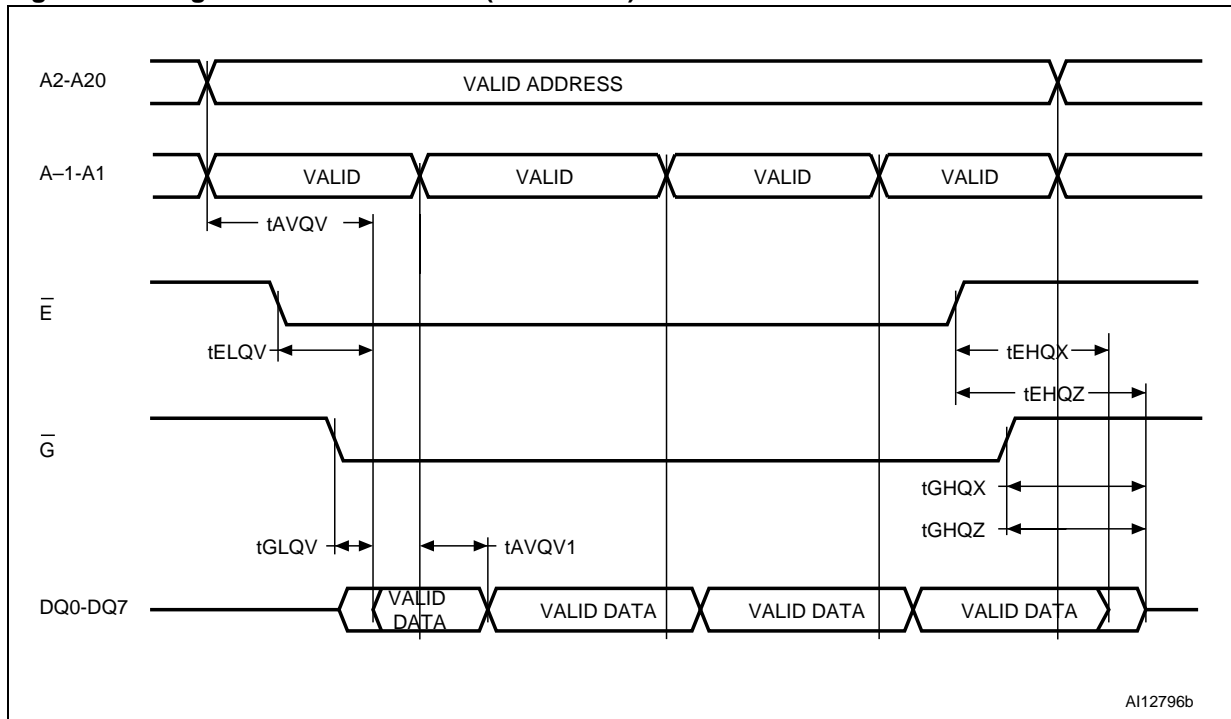 A2-A20
VALID ADDRESS
A–1-A1
VALID
VALID
VALID
VALID
tAVQV
E
tELQV
tEHQX
tEHQZ
G
tGHQX
tGHQZ
tGLQV
tAVQV1
DQ0-DQ7
VALID
DATA
VALID DATA
VALID DATA
VALID DATA
AI12796b